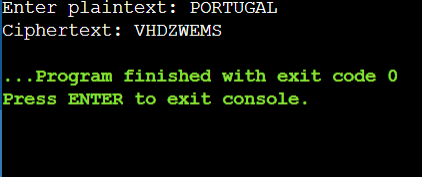 Enter plaintext: PORTUGAL
Ciphertext: VHDZWEMS
...Program finished with exit code 0
Press ENTER to exit console.